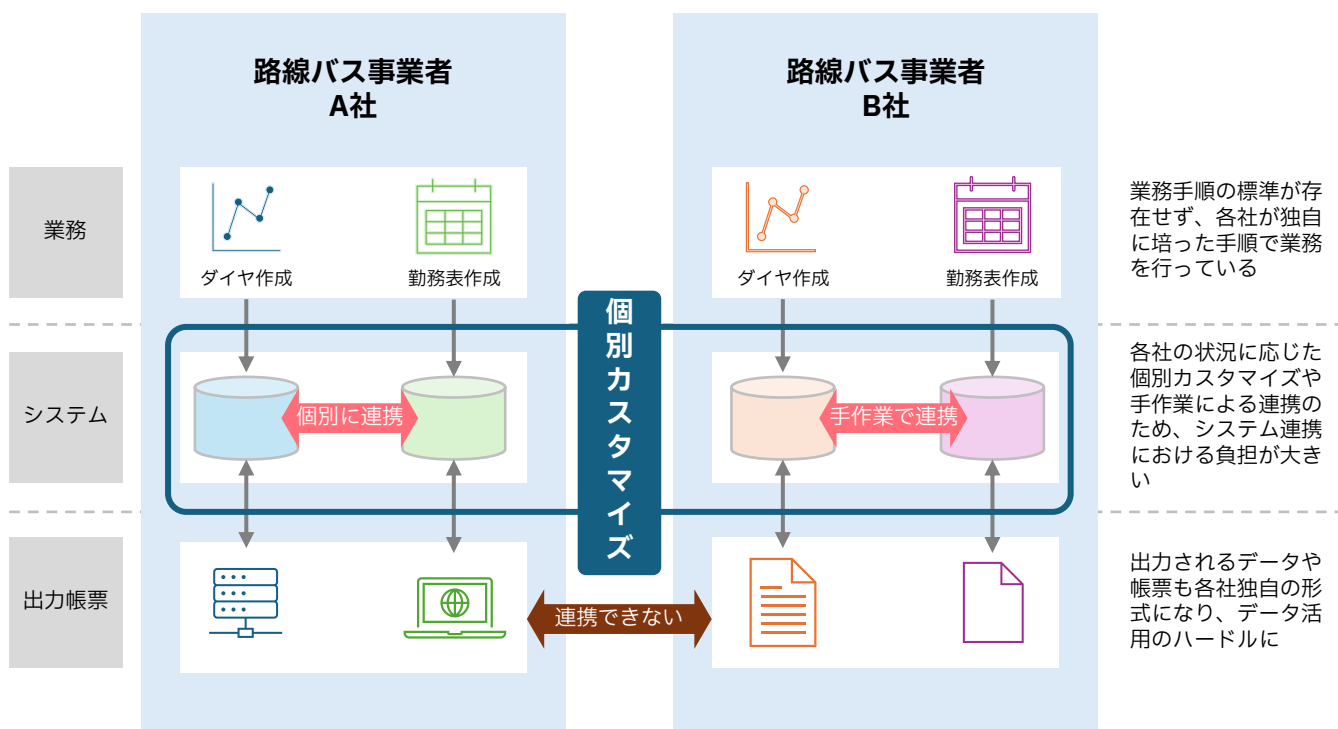 路線バス事業者
A社
路線バス事業者
B社
業務
ダイヤ作成
勤務表作成
ダイヤ作成
勤務表作成
業務手順の標準が存
在せず、各社が独自
に培った手順で業務
を行っている
個別カスタマイズ
システム
個別に連携
手作業で連携
各社の状況に応じた
個別カスタマイズや
手作業による連携の
ため、システム連携
における負担が大き
い
出力帳票
連携できない
出力されるデータや
帳票も各社独自の形
式になり、データ活
用のハードルに